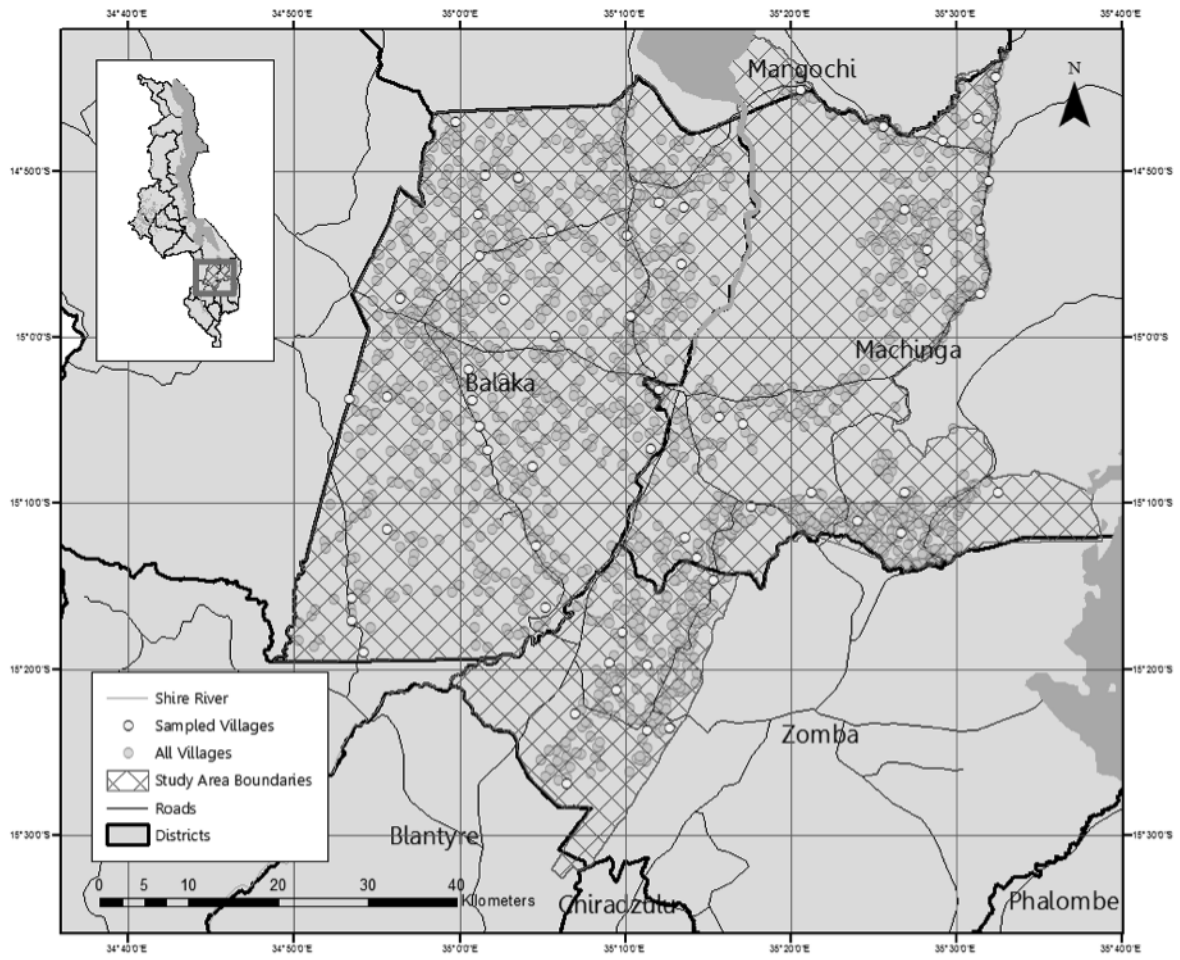 34°40'0"E 34°50'0"E 35°0'0"E 35°10'0"E 35°20'0"E 35°30'0"E 35°40'0"E
Mangochi
N
14°50'0"S 14°50'0"S
15°0'0"S 15°0'0"S
Machinga
Balaka
15°10'0"S 15°10'0"S
15°20'0"S 15°20'0"S
Shire River
Sampled Villages
All Villages
Study Area Boundaries
Roads
Districts
Zomba
15°30'0"S 15°30'0"S
Blantyre
0 5 10 20 30 40
Kilometers
Chiradzulu
Phalombe
34°40'0"E 34°50'0"E 35°0'0"E 35°10'0"E 35°20'0"E 35°30'0"E 35°40'0"E